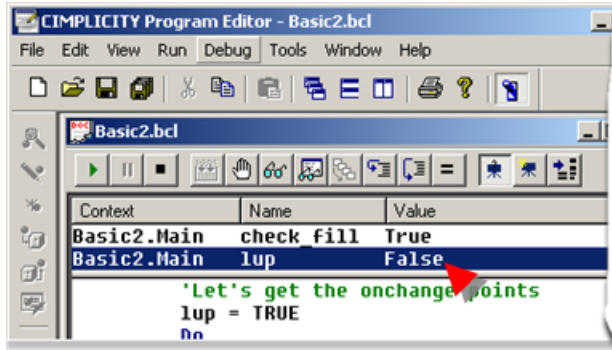 CIMPLICITY Program Editor - Basic2.bcl
File Edit View Run Debug Tools Window Help
Basic2.bcl
Context Name Value
Basic2.Main check_fill True
Basic2.Main lup False
'Let's get the onchange points
lup = TRUE
Do